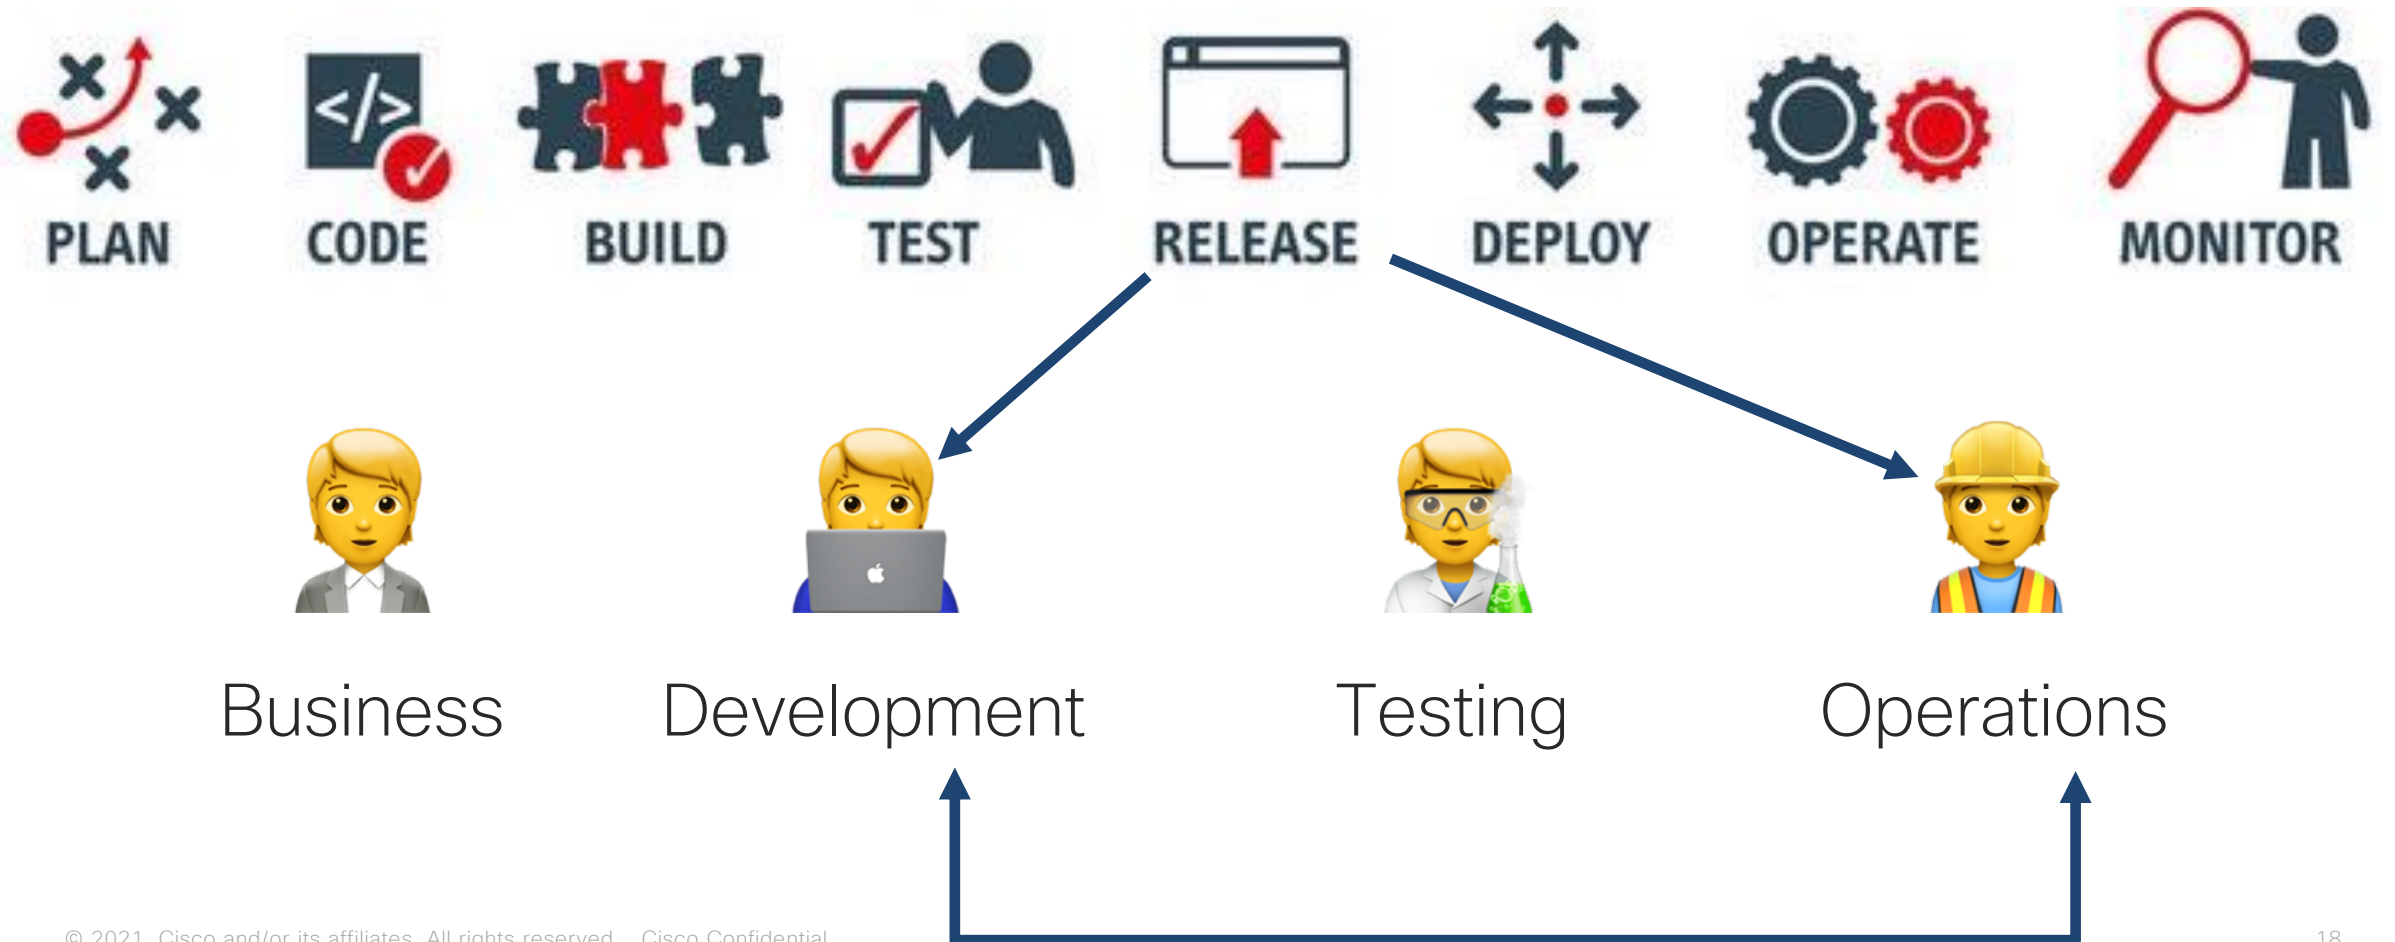 </>
PLAN CODE BUILD TEST RELEASE DEPLOY OPERATE MONITOR
Business Development Testing Operations
© 2021 Cisco and/or its affiliates. All rights reserved. Cisco Confidential
18